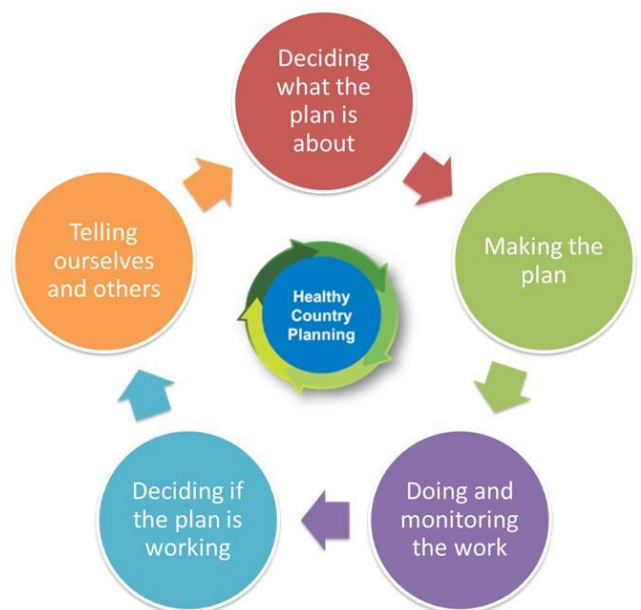 Deciding
what the
plan is
about
Making the
plan
Doing and
monitoring
the work
Deciding if
the plan is
working
Telling
ourselves
and others
Healthy
Country
Planning